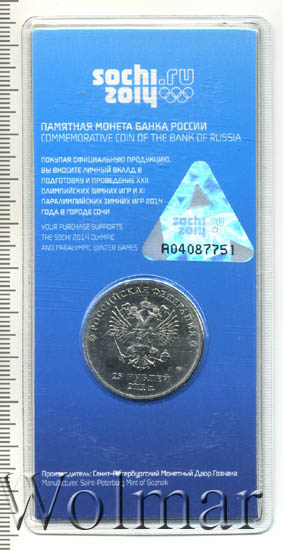 sochi.ru
2014
ПАМЯТНАЯ МОНЕТА БАНКА РОССИИ
COMMEMORATIVE COIN OF THE BANK OF RUSSIA
ПОКУПАЯ ОФИЦИАЛЬНУЮ ПРОДУКЦИЮ,
ВЫ ВНОСИТЕ ЛИЧНЫЙ ВКЛАД В
ПОДГОТОВКУ И ПРОВЕДЕНИЕ XXII
ОЛИМПИЙСКИХ ЗИМНИХ ИГР И XI
ПАРАЛИМПИЙСКИХ ЗИМНИХ ИГР 2014
ГОДА В ГОРОДЕ СОЧИ
YOUR PURCHASE SUPPORTS
THE SOCHI 2014 OLYMPIC
AND PARALYMPIC WINTER GAMES
sochi
2014
A04087751
РОССИЙСКАЯ ФЕДЕРАЦИЯ
25 РУБЛЕЙ
Производитель: Санкт-Петербургский Монетный Двор Гознака
Manufacturer: Saint-Petersburg Mint of Goznak
Wolmar